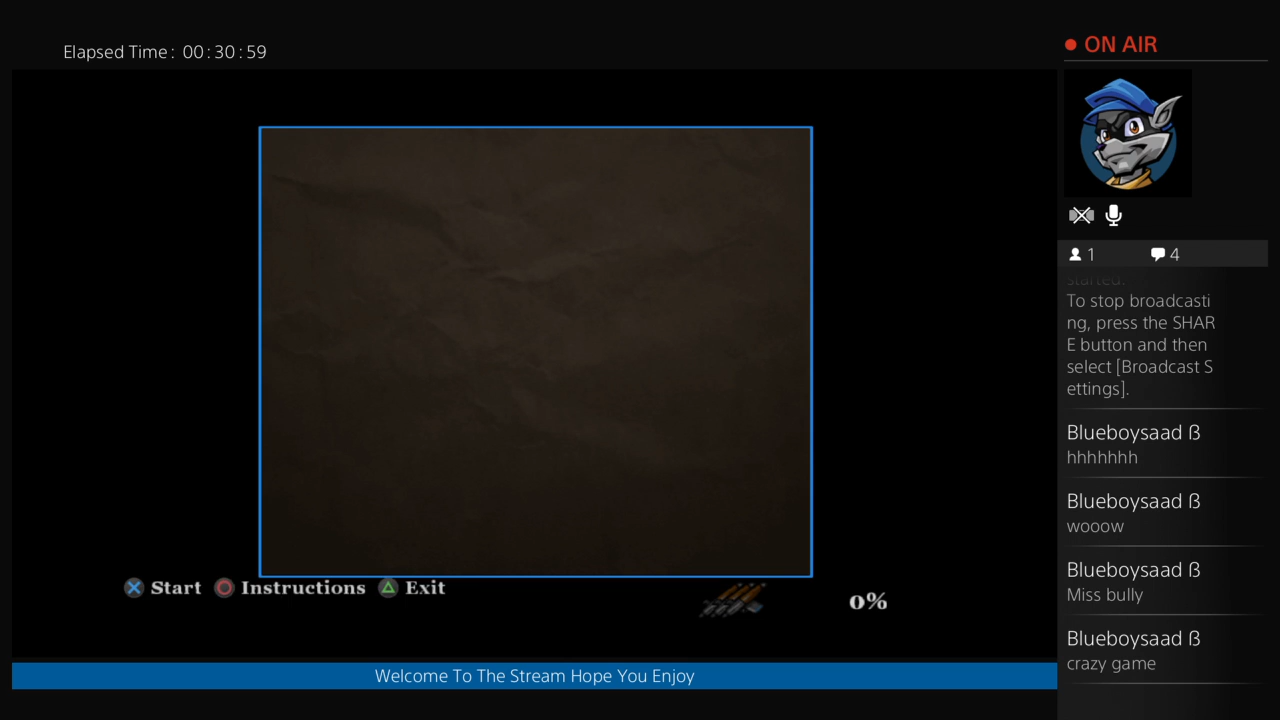 Elapsed Time: 00:30:59
ON AIR
1 4
started.
To stop broadcasti
ng, press the SHAR
E button and then
select [Broadcast S
ettings].
Blueboysaad ß
hhhhhhh
Blueboysaad ß
wooow
Blueboysaad ß
Miss bully
Blueboysaad ß
crazy game
Start Instructions Exit
0%
Welcome To The Stream Hope You Enjoy